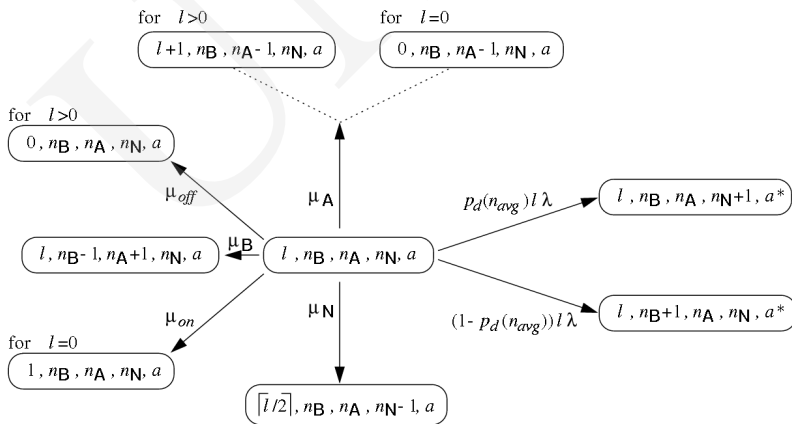 for l>0
for l=0
l+1, nB, nA−1, nN, a
0, nB, nA−1, nN, a
for l>0
0, nB, nA, nN, a
μoff
μA
pd(navg) l λ
l, nB, nA, nN+1, a*
l, nB−1, nA+1, nN, a
μB
l, nB, nA, nN, a
μon
μN
(1- pd(navg)) l λ
l, nB+1, nA, nN, a*
for l=0
1, nB, nA, nN, a
⌈l/2⌉, nB, nA, nN−1, a